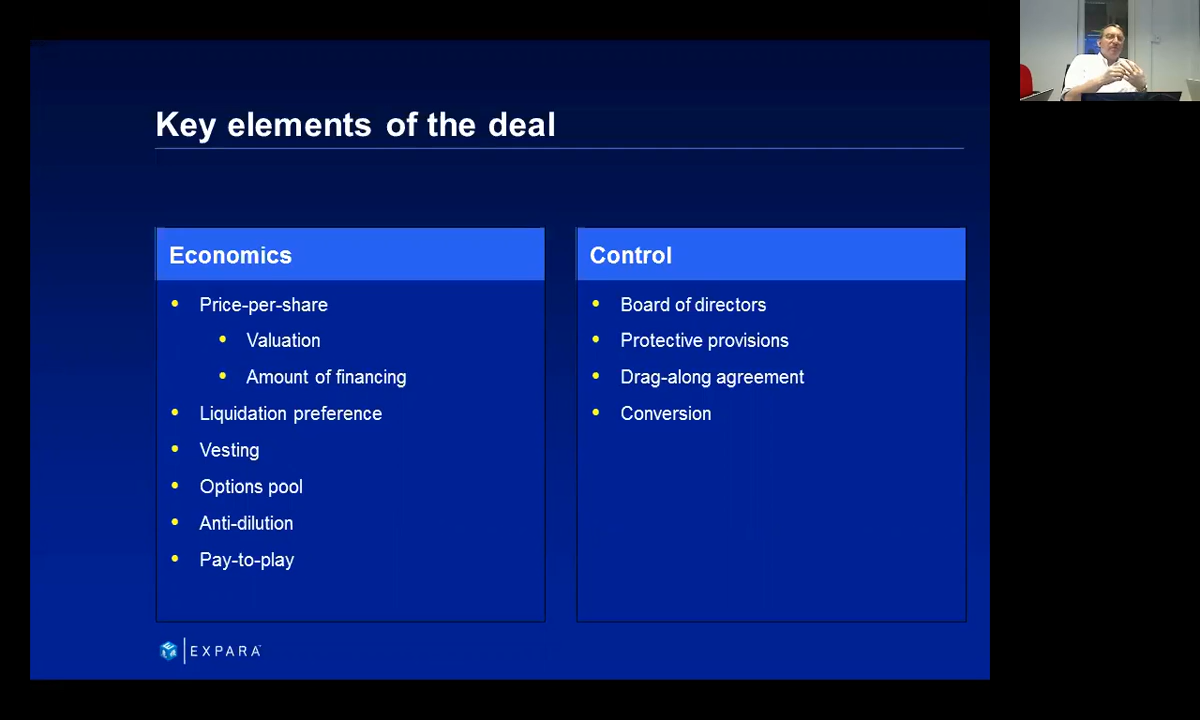 Key elements of the deal
Economics
Price-per-share
Valuation
Amount of financing
Liquidation preference
Vesting
Options pool
Anti-dilution
Pay-to-play
Control
Board of directors
Protective provisions
Drag-along agreement
Conversion
EXPARA